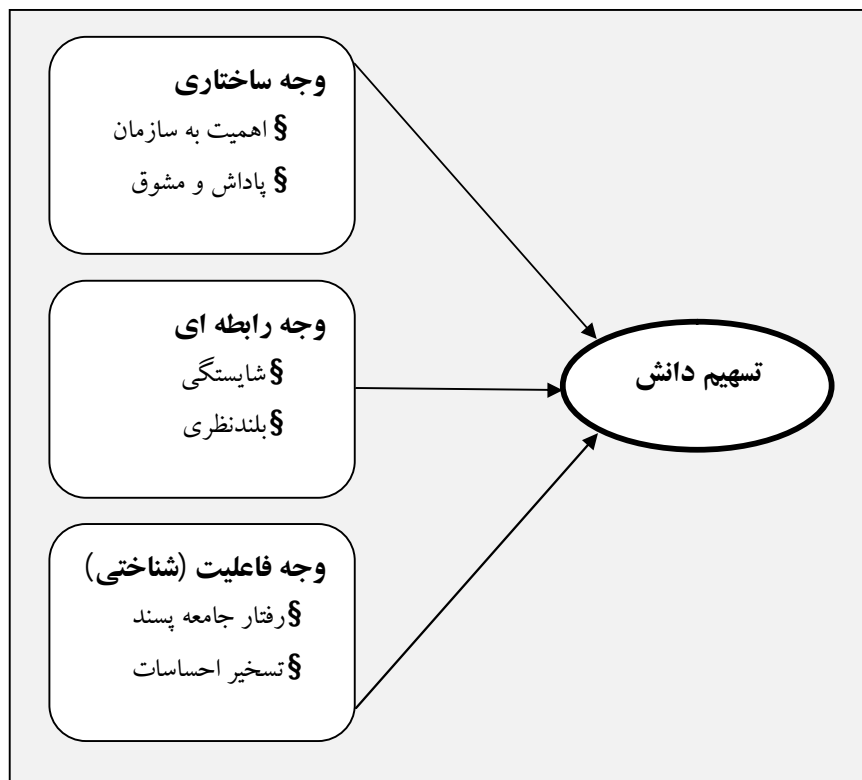 وجه ساختاری
§ اهمیت به سازمان
§ پاداش و مشوق
وجه رابطه ای
§شایستگی
§بلندنظری
تسهیم دانش
وجه فاعلیت (شناختی)
§رفتار جامعه پسند
§تسخیر احساسات